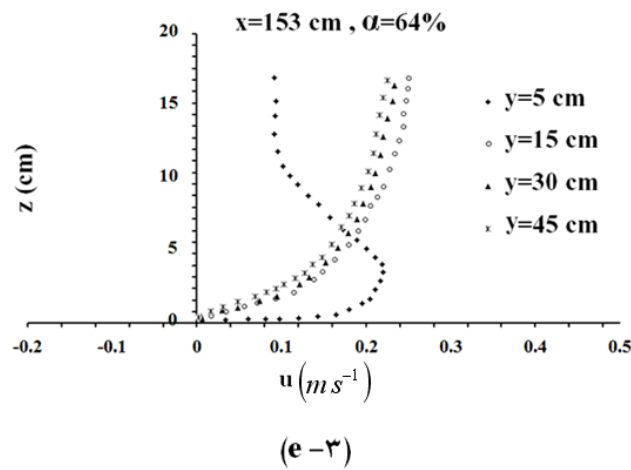 x=153 cm , α=64%
20
15
10
5
0
z (cm)
y=5 cm
y=15 cm
y=30 cm
y=45 cm
-0.2 -0.1 0 0.1 0.2 0.3 0.4 0.5
u (m s⁻¹)
(e -۳)